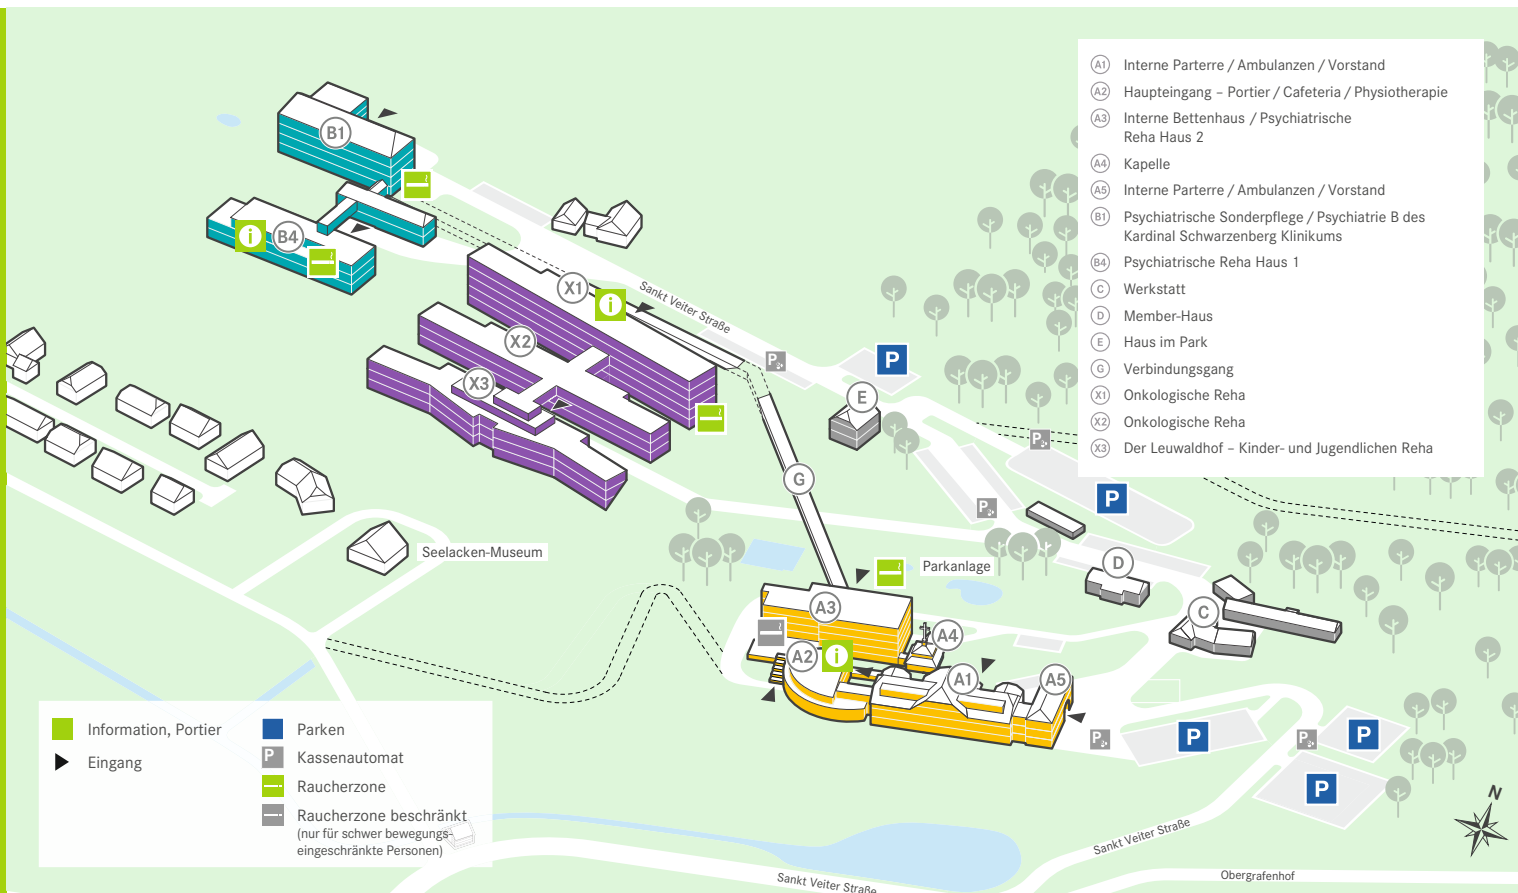 A1 Interne Parterre / Ambulanzen / Vorstand
A2 Haupteingang – Portier / Cafeteria / Physiotherapie
A3 Interne Bettenhaus / Psychiatrische
Reha Haus 2
A4 Kapelle
A5 Interne Parterre / Ambulanzen / Vorstand
B1 Psychiatrische Sonderpflege / Psychiatrie B des
Kardinal Schwarzenberg Klinikums
B4 Psychiatrische Reha Haus 1
C Werkstatt
D Member-Haus
E Haus im Park
G Verbindungsgang
X1 Onkologische Reha
X2 Onkologische Reha
X3 Der Leuwaldhof – Kinder- und Jugendlichen Reha
B1
i
B4
X1
i
Sankt Veiter Straße
X2
P
P
X3
E
P
G
P
P
Seelacken-Museum
Parkanlage
D
A3
C
A4
A2
i
A1
A5
P
P
P
P
P
N
Sankt Veiter Straße
Obergrafenhof
Sankt Veiter Straße
Information, Portier
Eingang
Parken
P Kassenautomat
Raucherzone
Raucherzone beschränkt
(nur für schwer bewegungs-
eingeschränkte Personen)